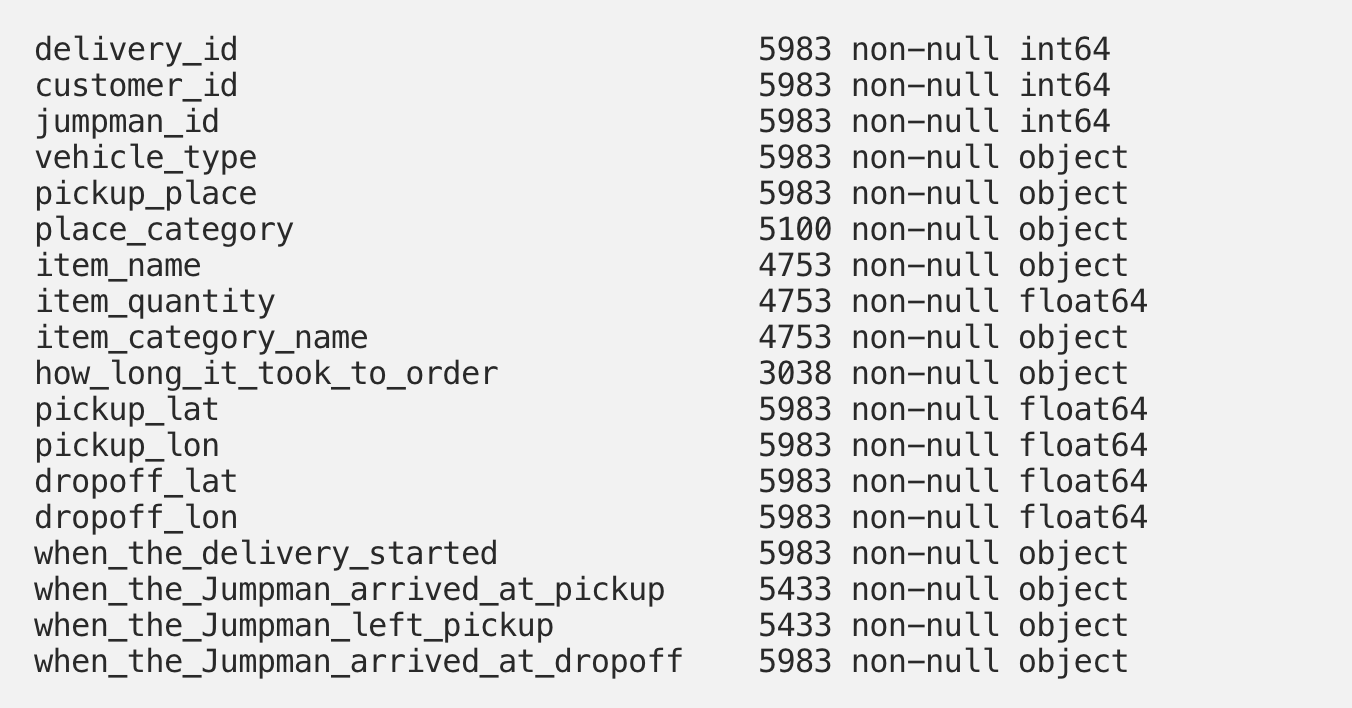 delivery_id 5983 non-null int64
customer_id 5983 non-null int64
jumpman_id 5983 non-null int64
vehicle_type 5983 non-null object
pickup_place 5983 non-null object
place_category 5100 non-null object
item_name 4753 non-null object
item_quantity 4753 non-null float64
item_category_name 4753 non-null object
how_long_it_took_to_order 3038 non-null object
pickup_lat 5983 non-null float64
pickup_lon 5983 non-null float64
dropoff_lat 5983 non-null float64
dropoff_lon 5983 non-null float64
when_the_delivery_started 5983 non-null object
when_the_Jumpman_arrived_at_pickup 5433 non-null object
when_the_Jumpman_left_pickup 5433 non-null object
when_the_Jumpman_arrived_at_dropoff 5983 non-null object